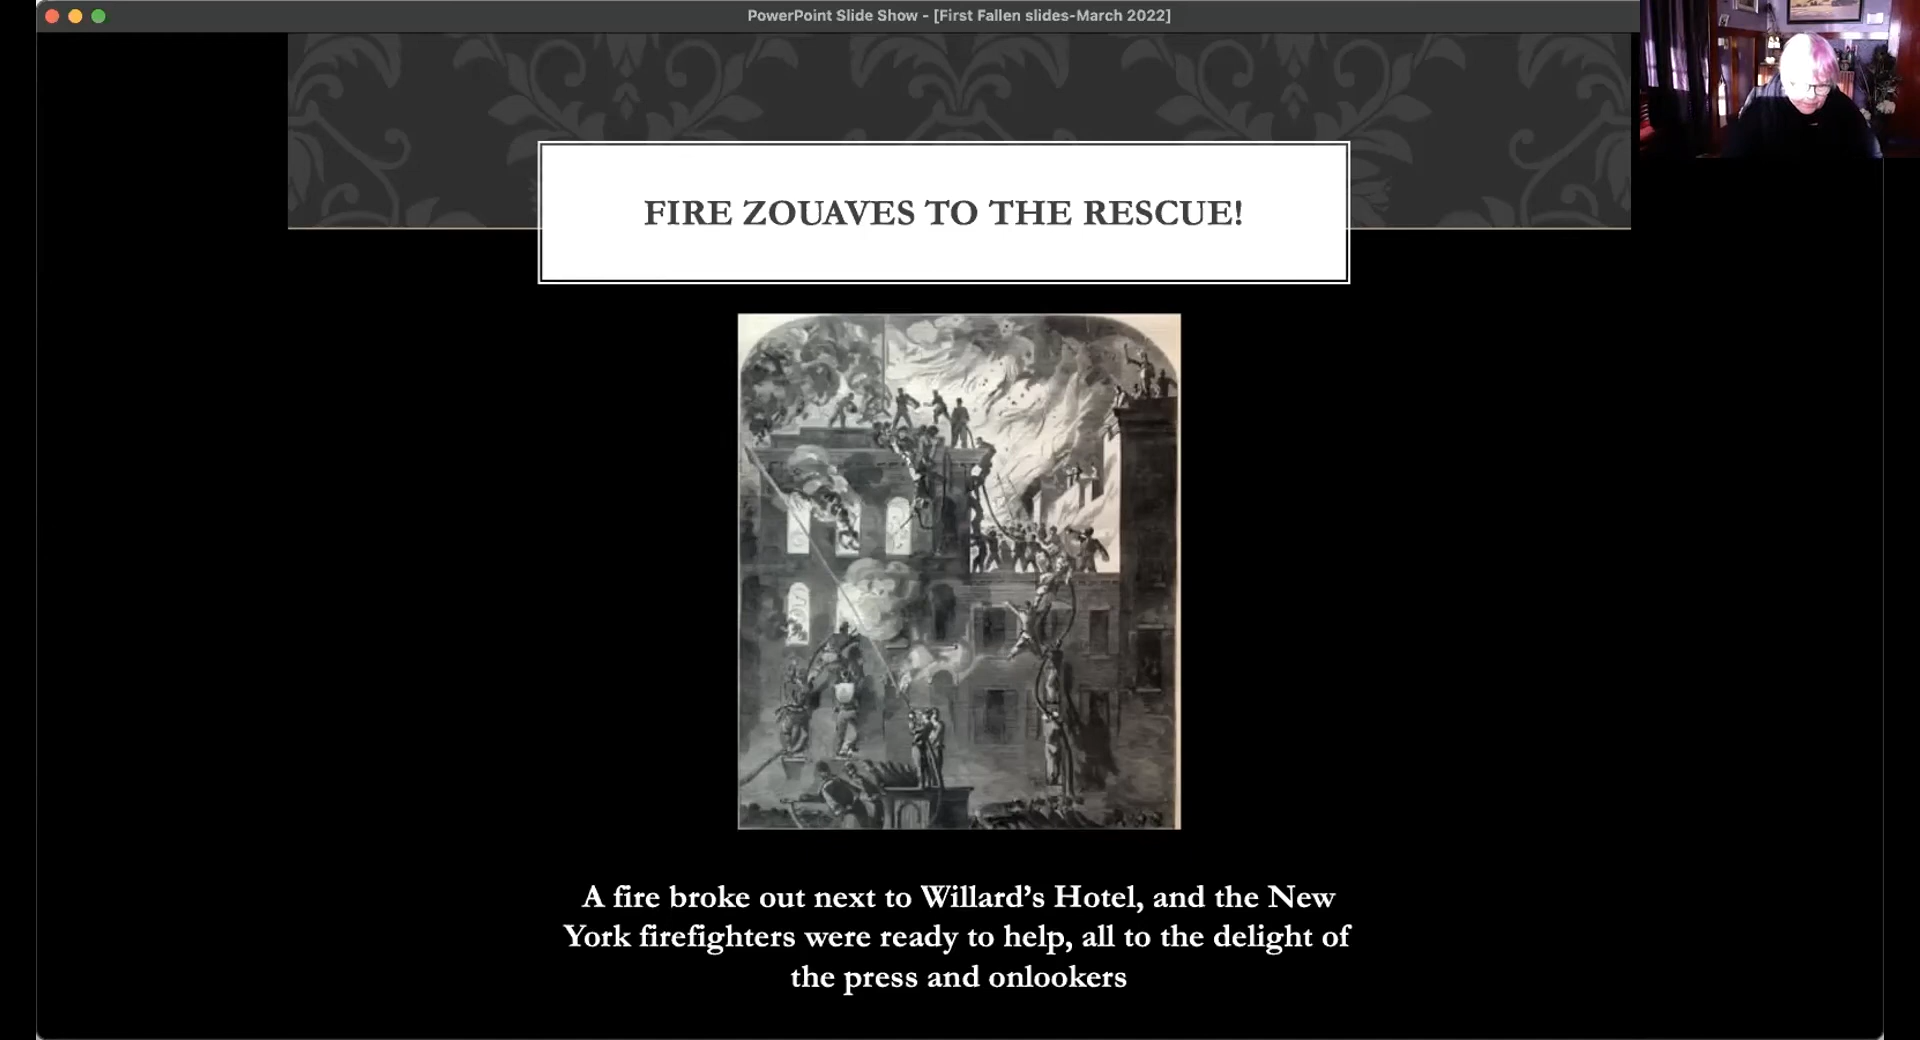 PowerPoint Slide Show - [First Fallen slides-March 2022]
FIRE ZOUAVES TO THE RESCUE!
A fire broke out next to Willard’s Hotel, and the New
York firefighters were ready to help, all to the delight of
the press and onlookers